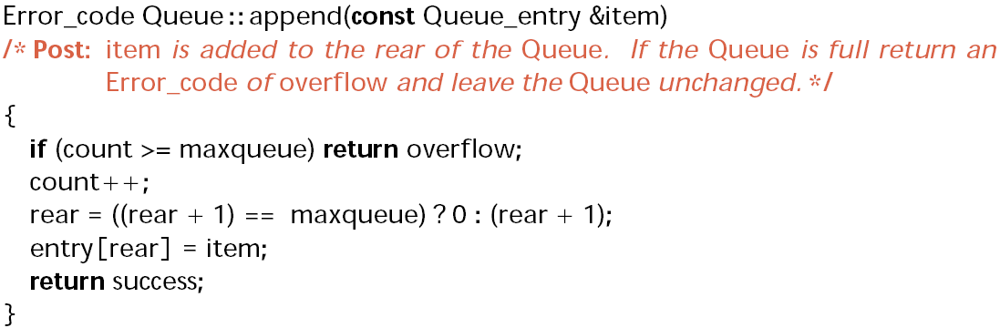 Error_code Queue::append(const Queue_entry &item)
/* Post: item is added to the rear of the Queue. If the Queue is full return an
Error_code of overflow and leave the Queue unchanged. */
{
if (count >= maxqueue) return overflow;
count++;
rear = ((rear + 1) == maxqueue) ? 0 : (rear + 1);
entry[rear] = item;
return success;
}